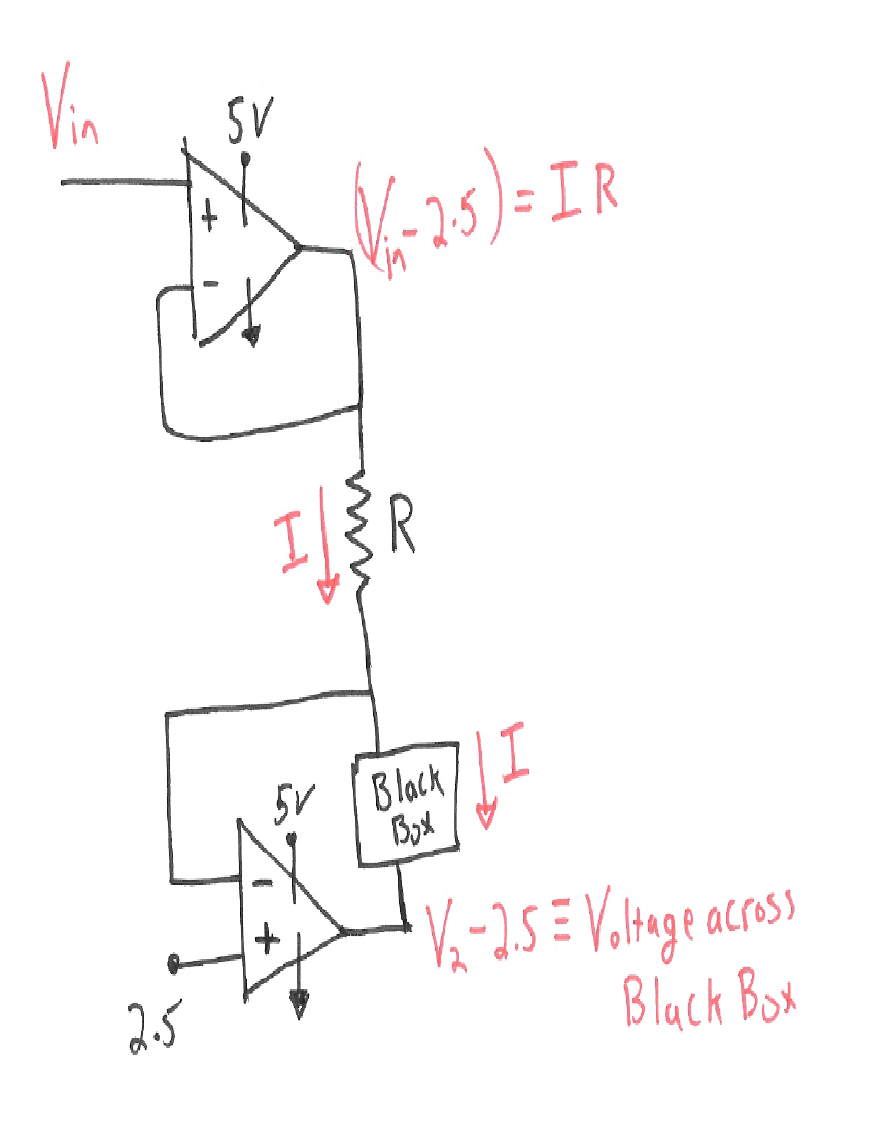 Vin
5V
(Vin - 2.5) = I R
+
-
I
R
I
Black
Box
5V
-
+
V2 - 2.5 ≡ Voltage across
Black Box
2.5